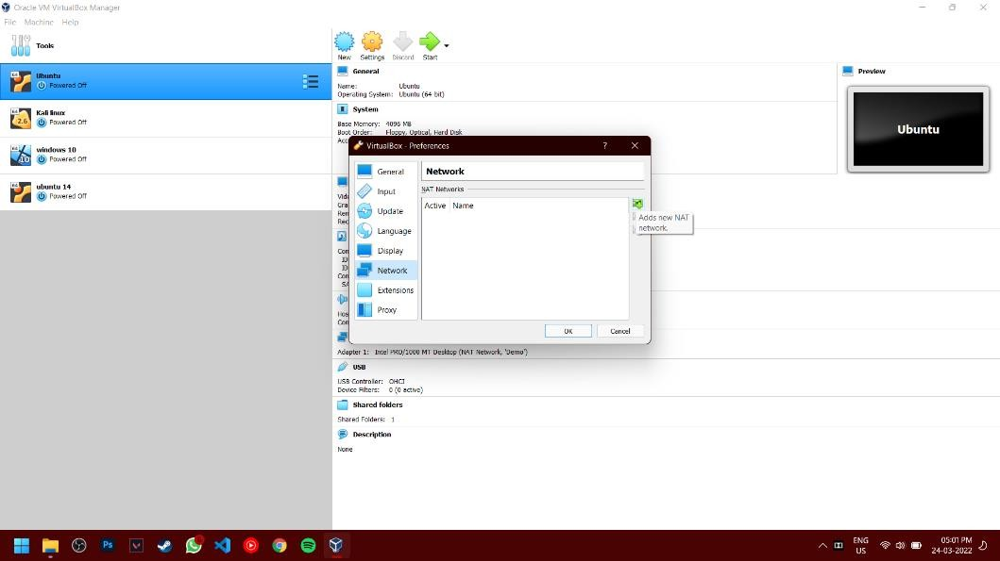 Oracle VM VirtualBox Manager
File Machine Help
Tools
Ubuntu
Powered Off
Kali linux
Powered Off
windows 10
Powered Off
ubuntu 14
Powered Off
New Settings Discard Start
General
Name: Ubuntu
Operating System: Ubuntu (64-bit)
System
Base Memory: 4096 MB
Boot Order: Floppy, Optical, Hard Disk
Preview
Ubuntu
VirtualBox - Preferences
General
Input
Update
Language
Display
Network
Extensions
Proxy
Network
NAT Networks
Active Name
Adds new NAT
network.
OK Cancel
Adapter 1: Intel PRO/1000 MT Desktop (NAT Network, 'Demo')
USB
USB Controller: OHCI
Device Filters: 0 (0 active)
Shared folders
Shared Folders: 1
Description
None
Ps
ENG
US
05:01 PM
24-03-2022